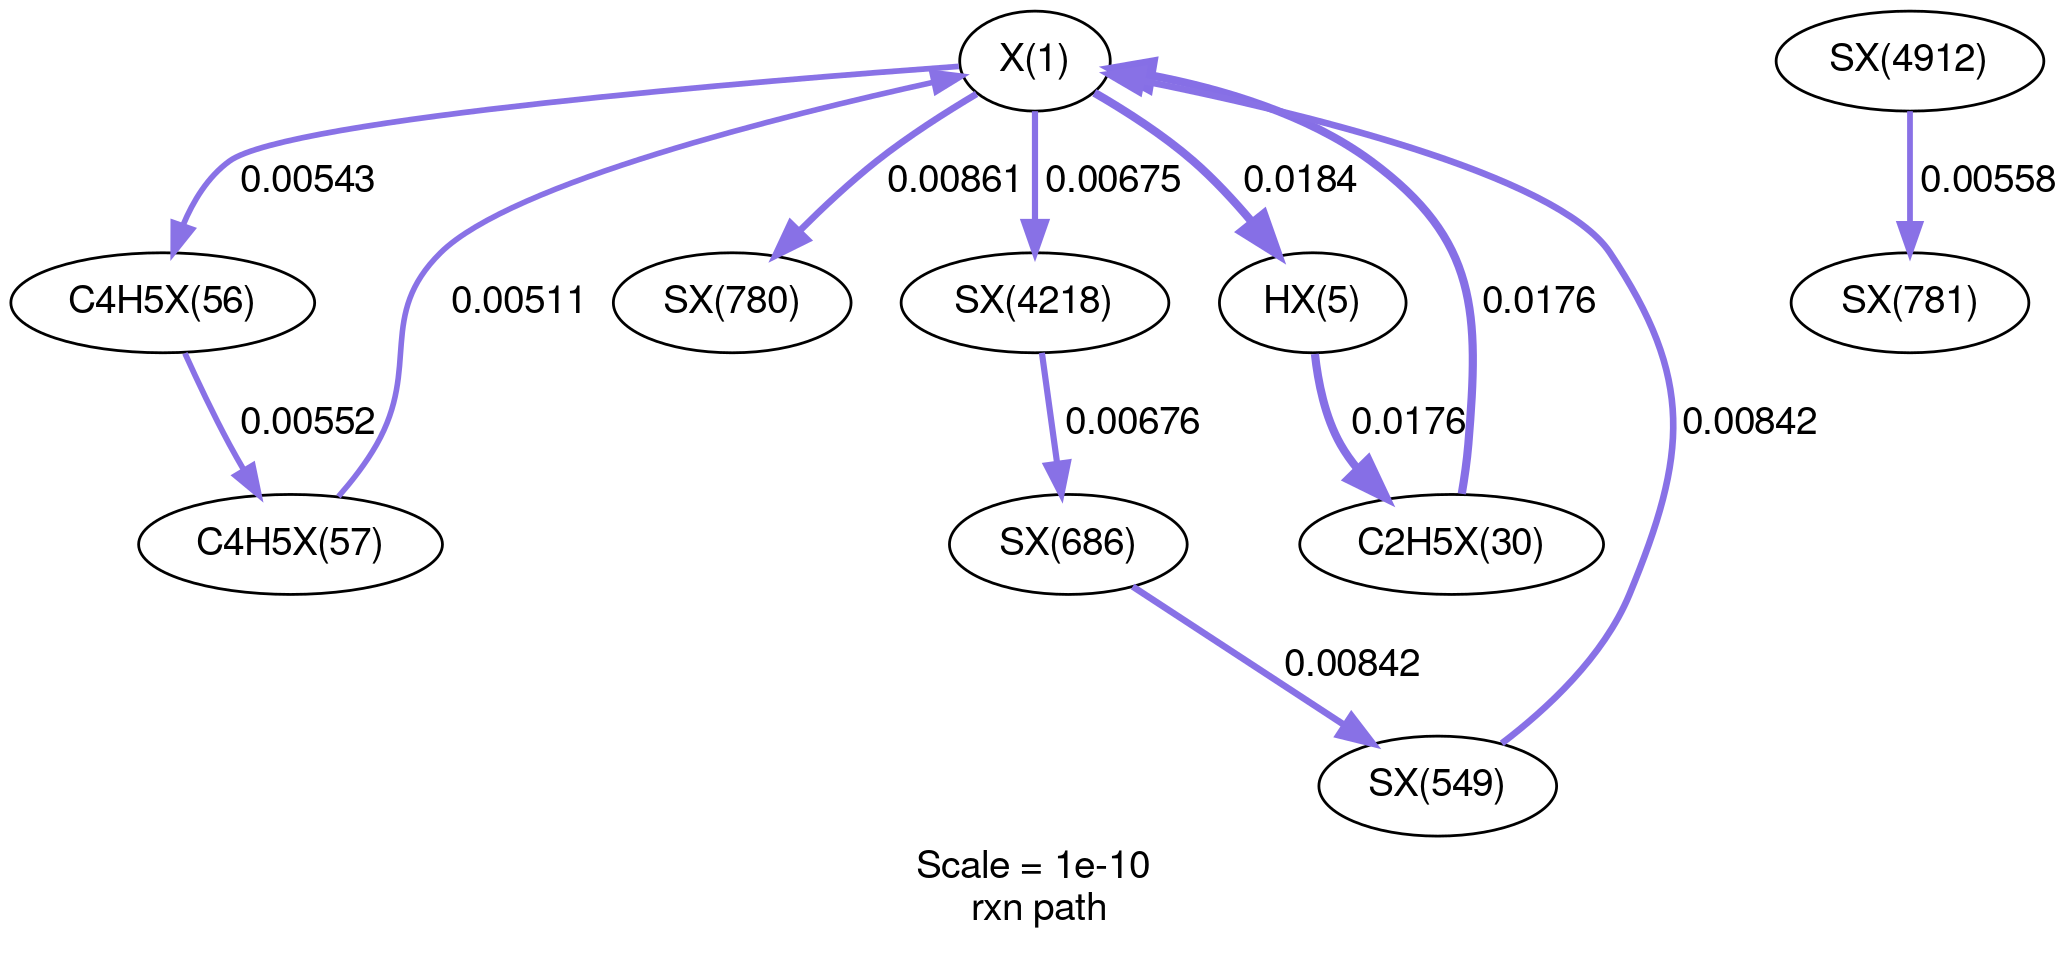 X(1)
SX(4912)
0.00543
0.00861
0.00675
0.0184
0.00558
C4H5X(56)
0.00511
SX(780)
SX(4218)
HX(5)
0.0176
SX(781)
0.00552
0.00676
0.0176
0.00842
C4H5X(57)
SX(686)
C2H5X(30)
0.00842
SX(549)
Scale = 1e-10
rxn path